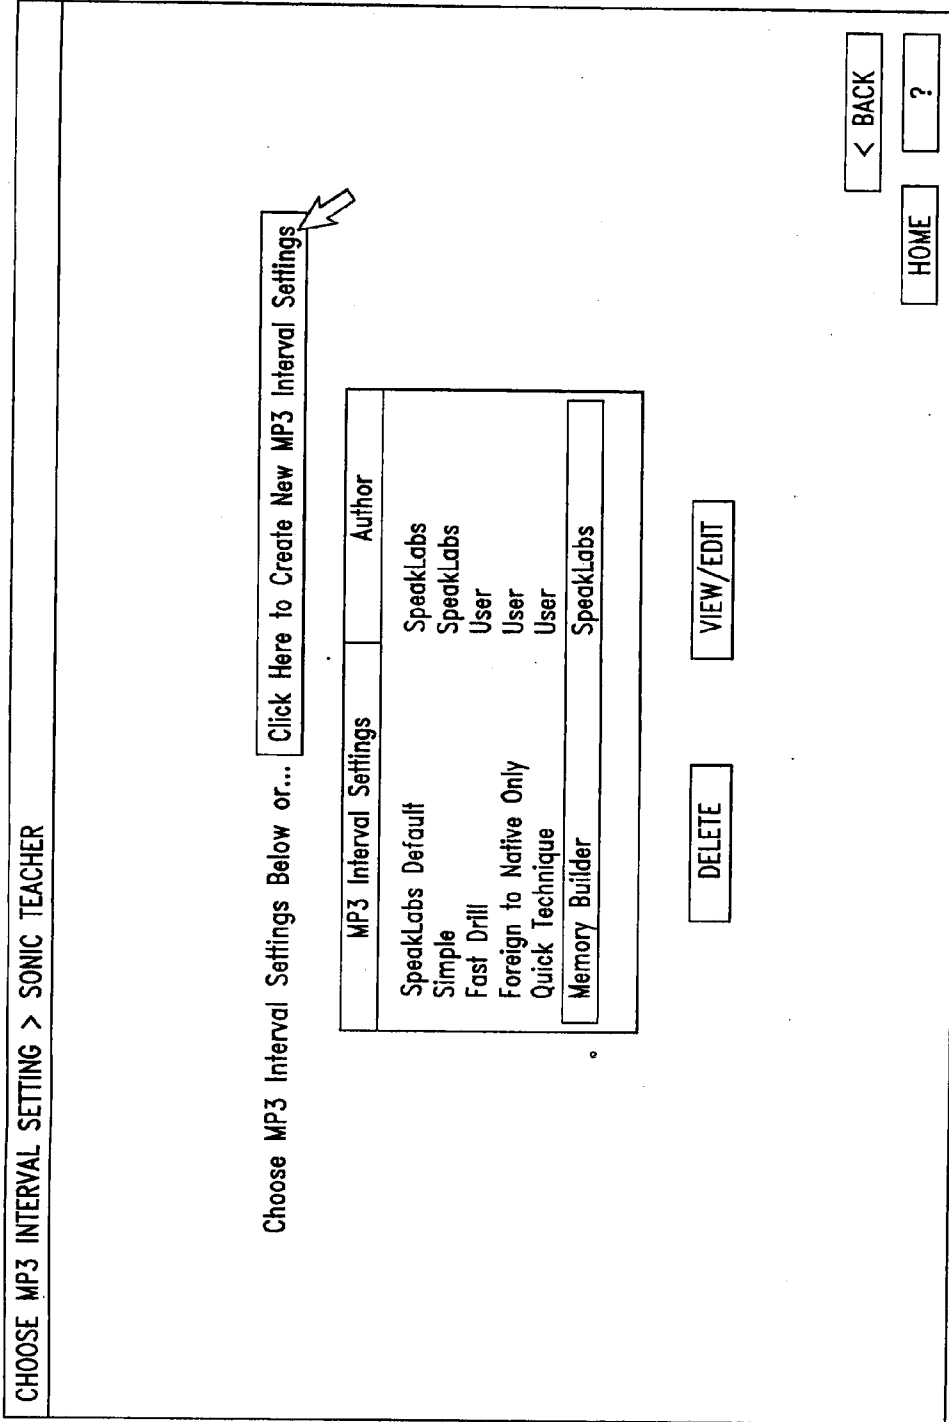 CHOOSE MP3 INTERVAL SETTING > SONIC TEACHER
Choose MP3 Interval Settings Below or... Click Here to Create New MP3 Interval Settings
MP3 Interval Settings Author
SpeakLabs Default SpeakLabs
Simple SpeakLabs
Fast Drill User
Foreign to Native Only User
Quick Technique User
Memory Builder SpeakLabs
DELETE VIEW/EDIT
< BACK
HOME ?